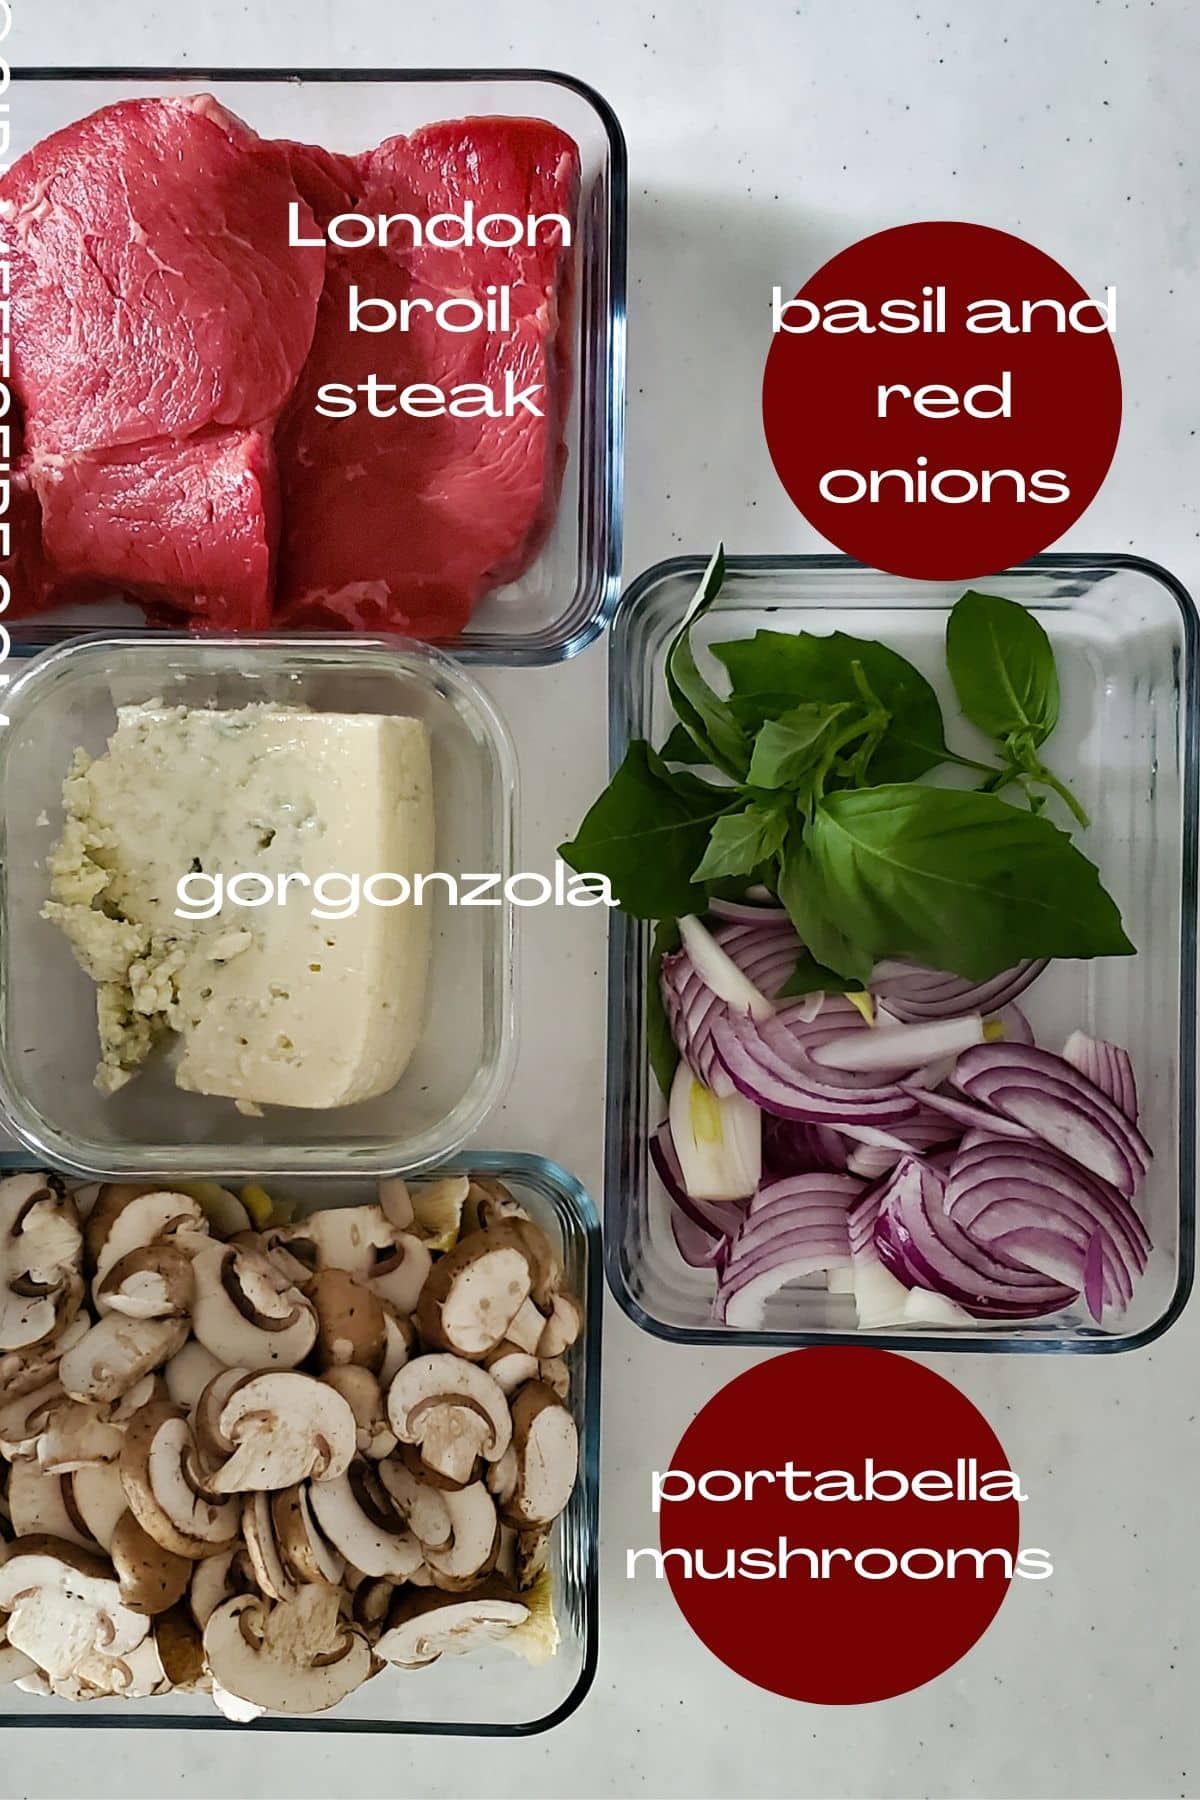 London
broil
steak
basil and
red
onions
gorgonzola
portabella
mushrooms